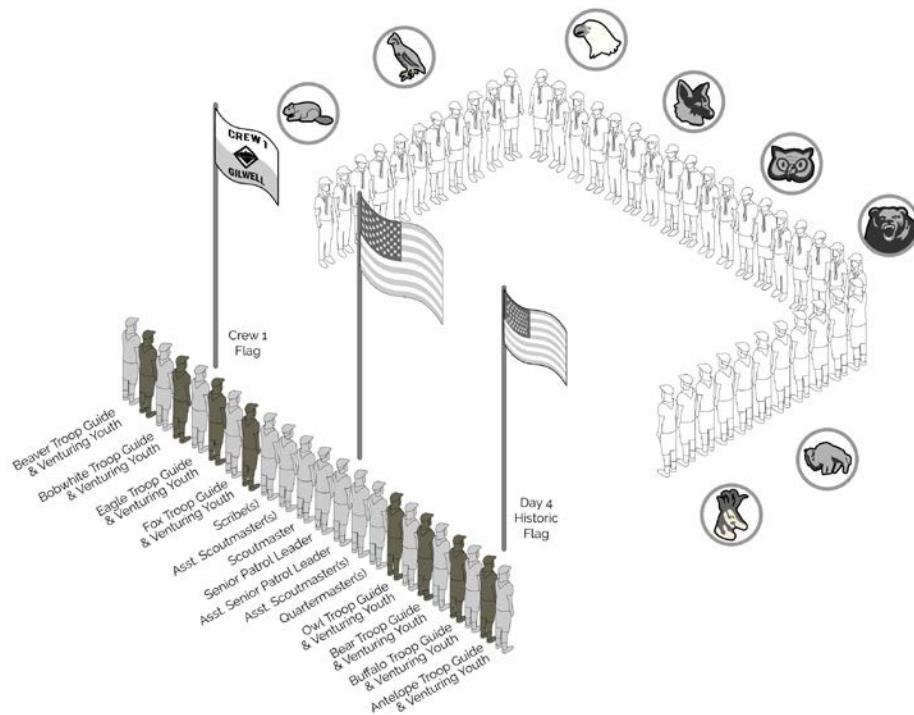 CREW 1
GILWELL
Crew 1
Flag
Day 4
Historic
Flag
Beaver Troop Guide
& Venturing Youth
Bobwhite Troop Guide
& Venturing Youth
Eagle Troop Guide
& Venturing Youth
Fox Troop Guide
& Venturing Youth
Scribe(s)
Asst. Scoutmaster(s)
Scoutmaster
Senior Patrol Leader
Asst. Senior Patrol Leader
Asst. Scoutmaster(s)
Quartermaster(s)
Owl Troop Guide
& Venturing Youth
Bear Troop Guide
& Venturing Youth
Buffalo Troop Guide
& Venturing Youth
Antelope Troop Guide
& Venturing Youth